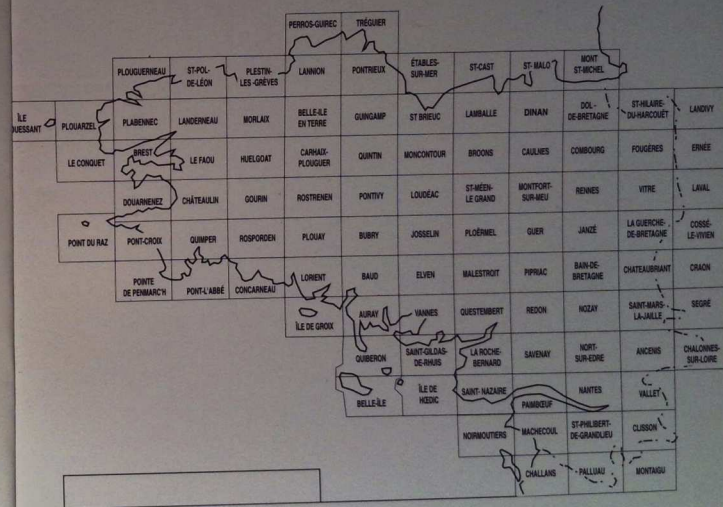 PERROS-GUIREC TRÉGUIER
PLOUGUERNEAU ST-POL-DE-LÉON PLESTIN-LES-GRÈVES LANNION PONTRIEUX ÉTABLES-SUR-MER ST-CAST ST-MALO MONT ST-MICHEL
ÎLE OUESSANT PLOUARZEL PLABENNEC LANDERNEAU MORLAIX BELLE-ILE EN TERRE GUINGAMP ST BRIEUC LAMBALLE DINAN DOL-DE-BRETAGNE ST-HILAIRE-DU-HARCOUËT LANDIVY
LE CONQUET BREST LE FAOU HUELGOAT CARHAIX-PLOUGUER QUINTIN MONCONTOUR BROONS CAULNES COMBOURG FOUGÈRES ERNÉE
DOUARNENEZ CHÂTEAULIN GOURIN ROSTRENEN PONTIVY LOUDÉAC ST-MÉEN-LE GRAND MONTFORT-SUR-MEU RENNES VITRE LAVAL
POINT DU RAZ PONT-CROIX QUIMPER ROSPORDEN PLOUAY BUBRY JOSSELIN PLOËRMEL GUER JANZÉ LA GUERCHE-DE-BRETAGNE COSSÉ-LE-VIVIEN
POINTE DE PENMARC'H PONT-L'ABBÉ CONCARNEAU LORIENT BAUD ELVEN MALESTROIT PIPRIAC BAIN-DE-BRETAGNE CHATEAUBRIANT CRAON
ÎLE DE GROIX AURAY VANNES QUESTEMBERT REDON NOZAY SAINT-MARS-LA-JAILLE SEGRÉ
QUIBERON SAINT-GILDAS-DE-RHUIS LA ROCHE-BERNARD SAVENAY NORT-SUR-EDRE ANCENIS CHALONNES-SUR-LOIRE
BELLE-ÎLE ÎLE DE HŒDIC SAINT-NAZAIRE PAIMBŒUF NANTES VALLET
NOIRMOUTIERS MACHECOUL ST-PHILIBERT-DE-GRANDLIEU CLISSON
CHALLANS PALLUAU MONTAIGU